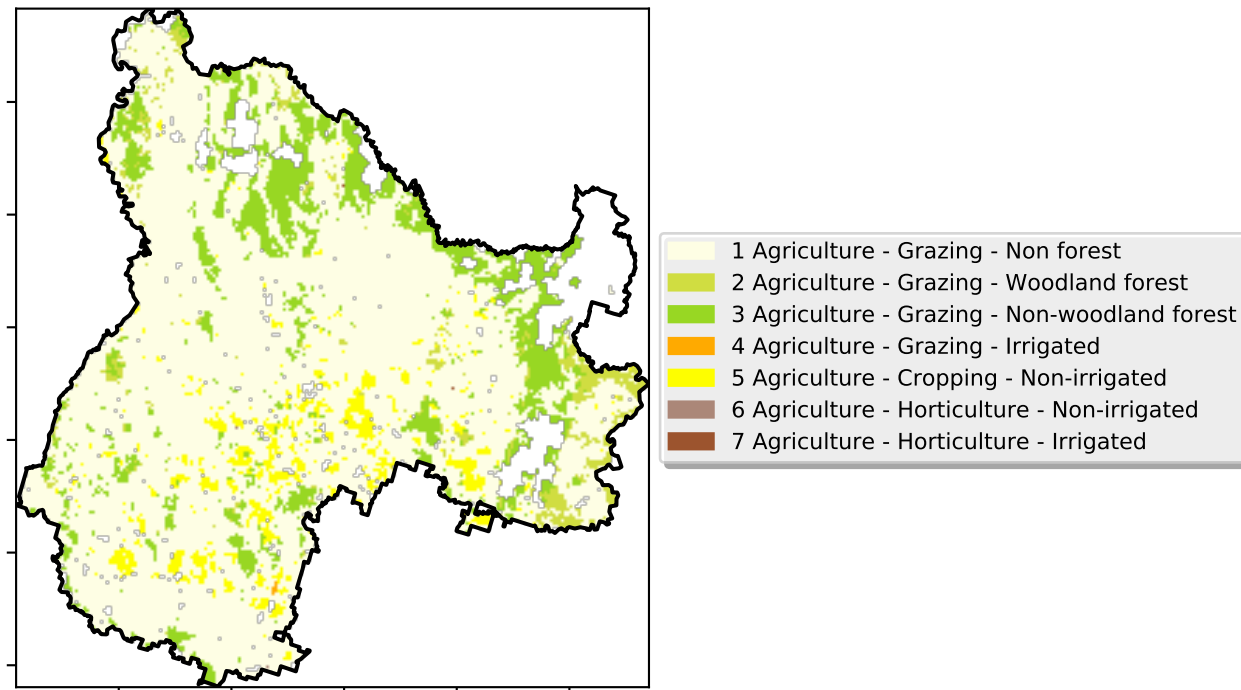 1 Agriculture - Grazing - Non forest
2 Agriculture - Grazing - Woodland forest
3 Agriculture - Grazing - Non-woodland forest
4 Agriculture - Grazing - Irrigated
5 Agriculture - Cropping - Non-irrigated
6 Agriculture - Horticulture - Non-irrigated
7 Agriculture - Horticulture - Irrigated